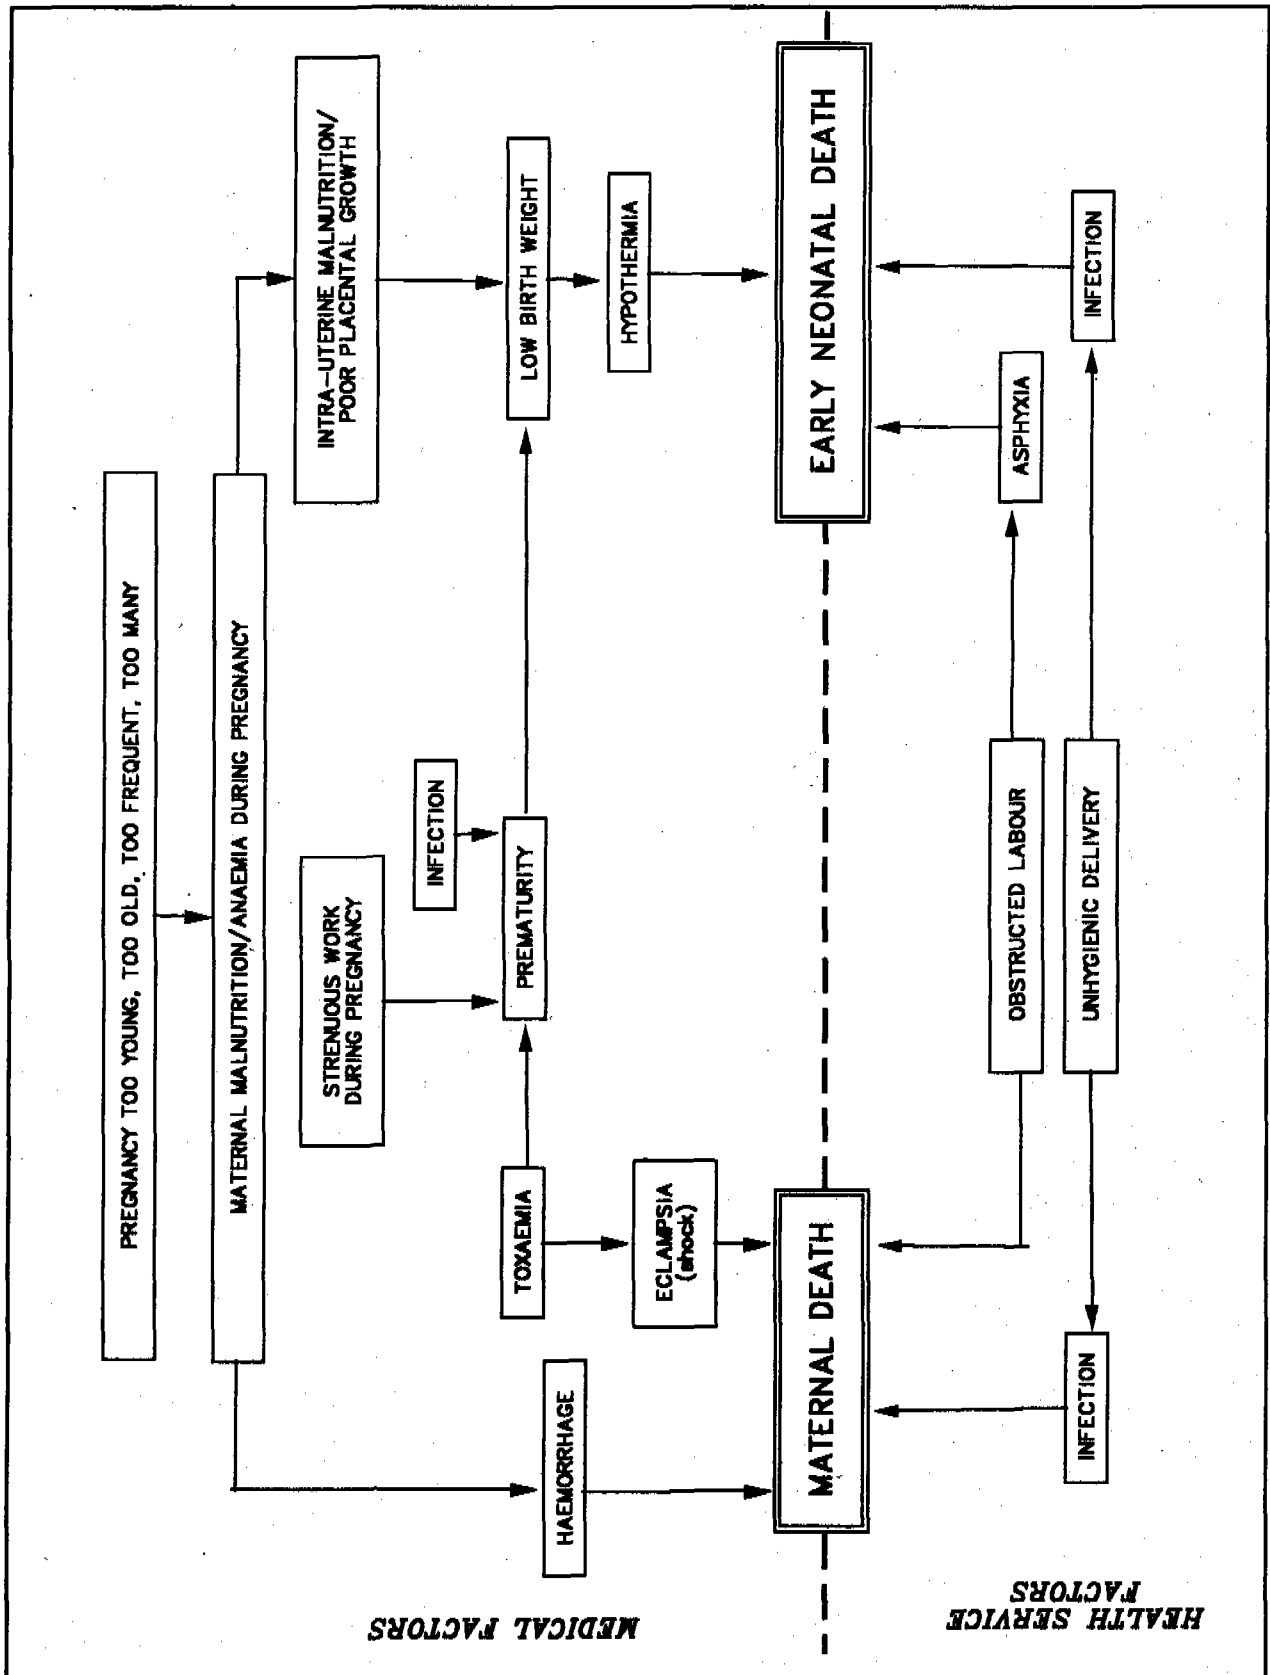 PREGNANCY TOO YOUNG, TOO OLD, TOO FREQUENT, TOO MANY
MATERNAL MALNUTRITION/ANAEMIA DURING PREGNANCY
INTRA-UTERINE MALNUTRITION/
POOR PLACENTAL GROWTH
STRENUOUS WORK
DURING PREGNANCY
INFECTION
HAEMORRHAGE
TOXAEMIA
PREMATURITY
LOW BIRTH WEIGHT
ECLAMPSIA
(shock)
HYPOTHERMIA
MEDICAL FACTORS
MATERNAL DEATH
EARLY NEONATAL DEATH
HEALTH SERVICE
FACTORS
OBSTRUCTED LABOUR
ASPHYXIA
INFECTION
UNHYGIENIC DELIVERY
INFECTION